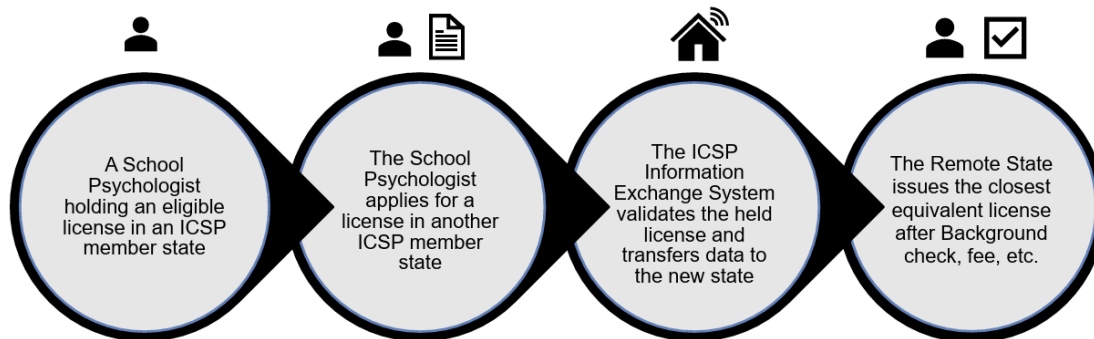 A School
Psychologist
holding an eligible
license in an ICSP
member state
The School
Psychologist
applies for a
license in another
ICSP member
state
The ICSP
Information
Exchange System
validates the held
license and
transfers data to
the new state
The Remote State
issues the closest
equivalent license
after Background
check, fee, etc.